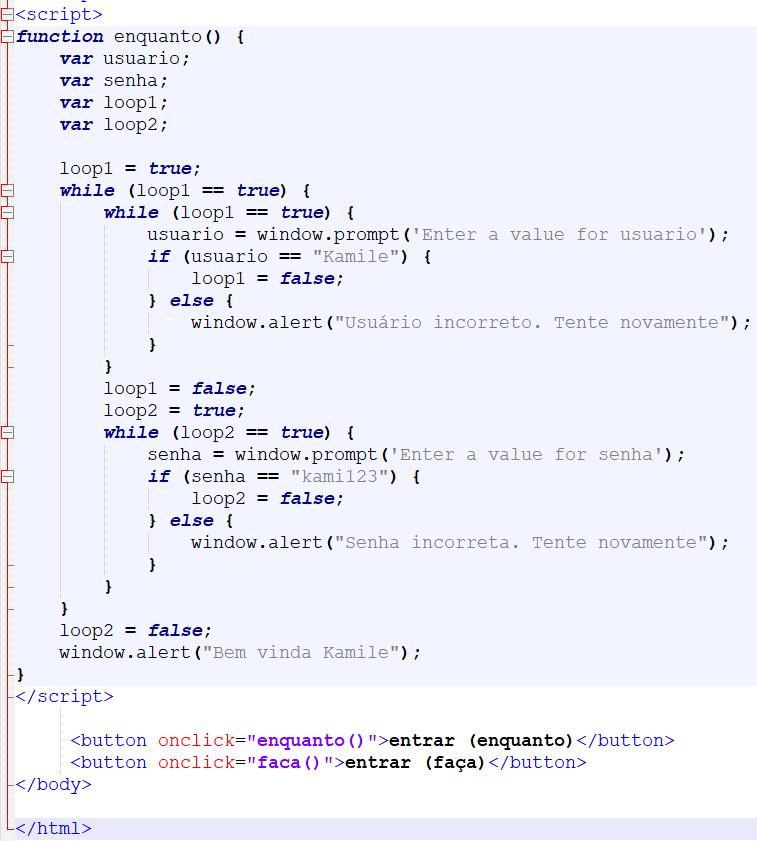 <script>
function enquanto() {
    var usuario;
    var senha;
    var loop1;
    var loop2;

    loop1 = true;
    while (loop1 == true) {
        while (loop1 == true) {
            usuario = window.prompt('Enter a value for usuario');
            if (usuario == "Kamile") {
                loop1 = false;
            } else {
                window.alert("Usuário incorreto. Tente novamente");
            }
        }
        loop1 = false;
        loop2 = true;
        while (loop2 == true) {
            senha = window.prompt('Enter a value for senha');
            if (senha == "kami123") {
                loop2 = false;
            } else {
                window.alert("Senha incorreta. Tente novamente");
            }
        }
    }
    loop2 = false;
    window.alert("Bem vinda Kamile");
}
</script>

     <button onclick="enquanto()">entrar (enquanto)</button>
     <button onclick="faca()">entrar (faça)</button>
</body>

</html>